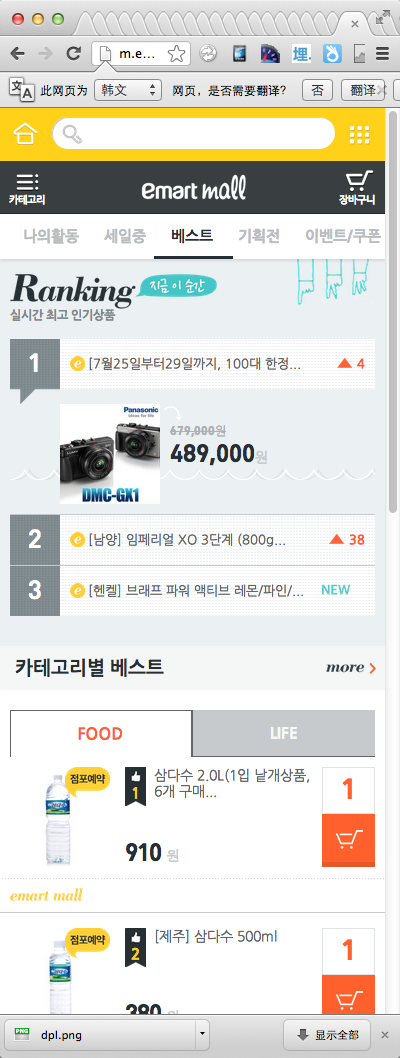 m.e...
埋.
此网页为 韩文 网页，是否需要翻译? 否 翻译
카테고리
emart mall
장바구니
나의활동 세일중 베스트 기획전 이벤트/쿠폰
Ranking 지금 이 순간
실시간 최고 인기상품
1 e [7월25일부터29일까지, 100대 한정... 4
Panasonic
ideas for life
DMC-GX1
679,000원
489,000원
2 e [남양] 임페리얼 XO 3단계 (800g... 38
3 e [헨켈] 브래프 파워 액티브 레몬/파인/... NEW
카테고리별 베스트 more
FOOD LIFE
점포예약
1
삼다수 2.0L(1입 낱개상품,
6개 구매...
910 원
1
emart mall
점포예약
2
[제주] 삼다수 500ml
380 원
1
PNG dpl.png 显示全部